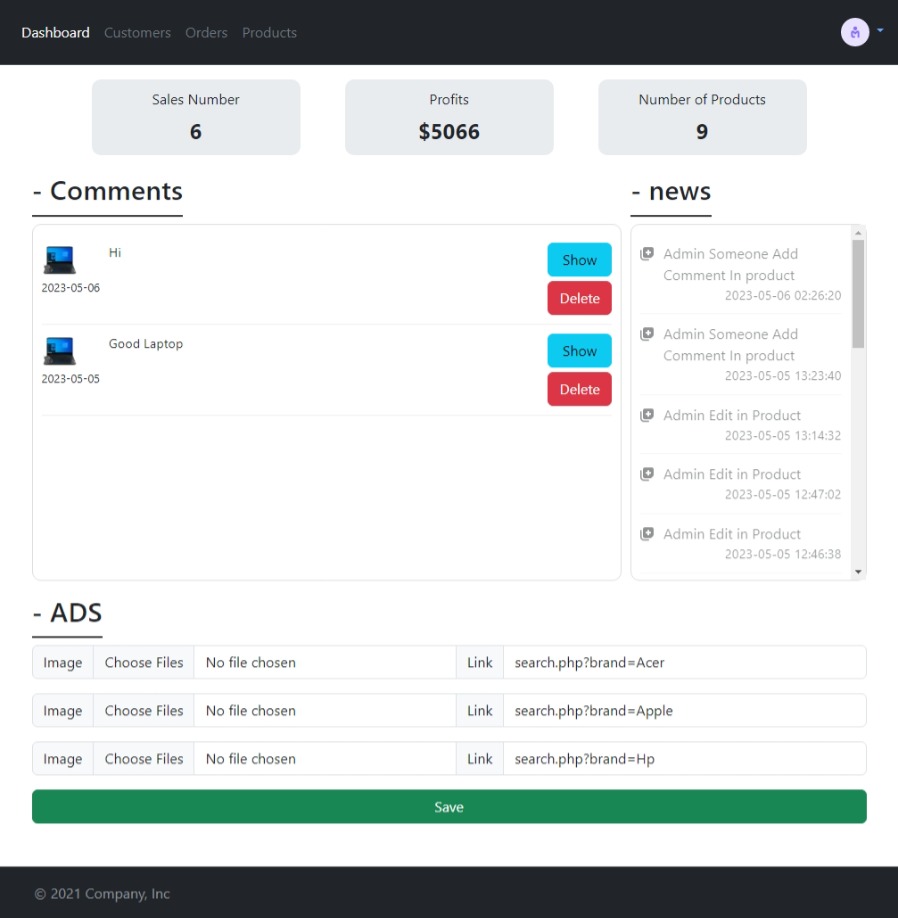 Dashboard Customers Orders Products
Sales Number
6
Profits
$5066
Number of Products
9
- Comments
Hi
2023-05-06
Show
Delete
Good Laptop
2023-05-05
Show
Delete
- news
Admin Someone Add
Comment In product
2023-05-06 02:26:20
Admin Someone Add
Comment In product
2023-05-05 13:23:40
Admin Edit in Product
2023-05-05 13:14:32
Admin Edit in Product
2023-05-05 12:47:02
Admin Edit in Product
2023-05-05 12:46:38
- ADS
Image Choose Files No file chosen Link search.php?brand=Acer
Image Choose Files No file chosen Link search.php?brand=Apple
Image Choose Files No file chosen Link search.php?brand=Hp
Save
© 2021 Company, Inc